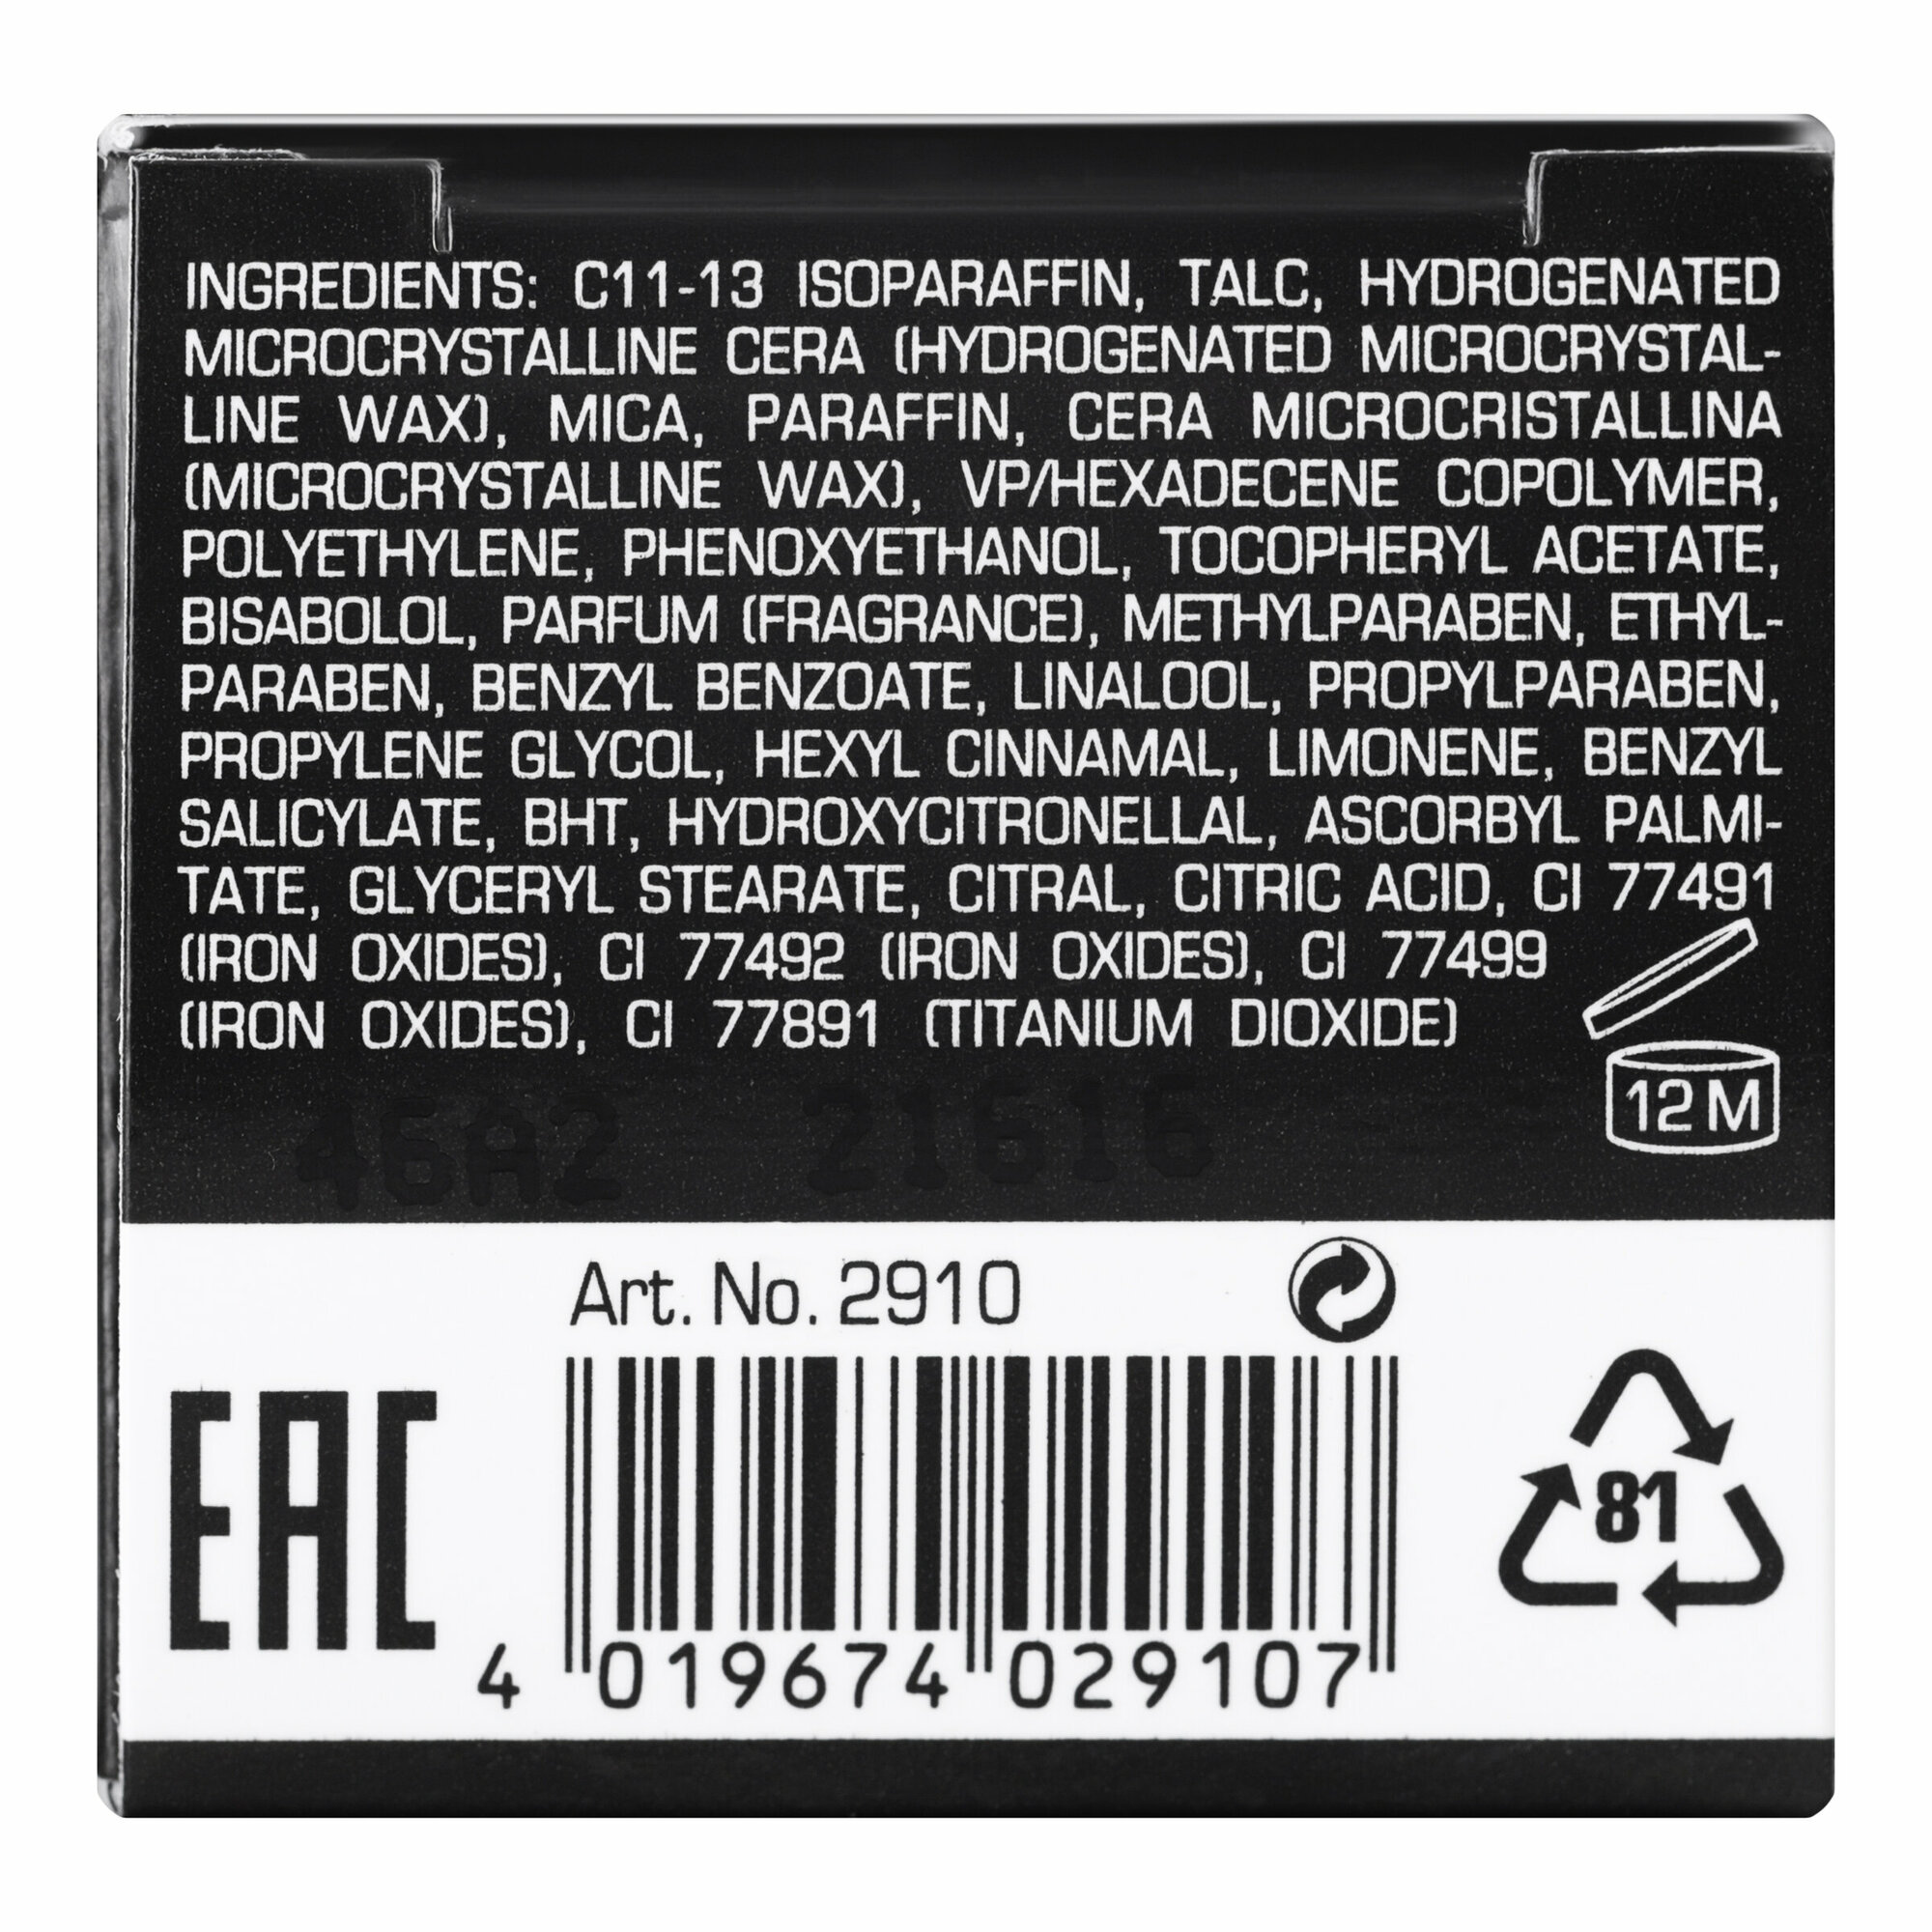 INGREDIENTS: C11-13 ISOPARAFFIN, TALC, HYDROGENATED
MICROCRYSTALLINE CERA (HYDROGENATED MICROCRYSTAL-
LINE WAX), MICA, PARAFFIN, CERA MICROCRISTALLINA
(MICROCRYSTALLINE WAX), VP/HEXADECENE COPOLYMER,
POLYETHYLENE, PHENOXYETHANOL, TOCOPHERYL ACETATE,
BISABOLOL, PARFUM (FRAGRANCE), METHYLPARABEN, ETHYL-
PARABEN, BENZYL BENZOATE, LINALOOL, PROPYLPARABEN,
PROPYLENE GLYCOL, HEXYL CINNAMAL, LIMONENE, BENZYL
SALICYLATE, BHT, HYDROXYCITRONELLAL, ASCORBYL PALMI-
TATE, GLYCERYL STEARATE, CITRAL, CITRIC ACID, CI 77491
(IRON OXIDES), CI 77492 (IRON OXIDES), CI 77499
(IRON OXIDES), CI 77891 (TITANIUM DIOXIDE)
12 M
46A2 21616
Art. No. 2910
EAC
81
4 019674 029107